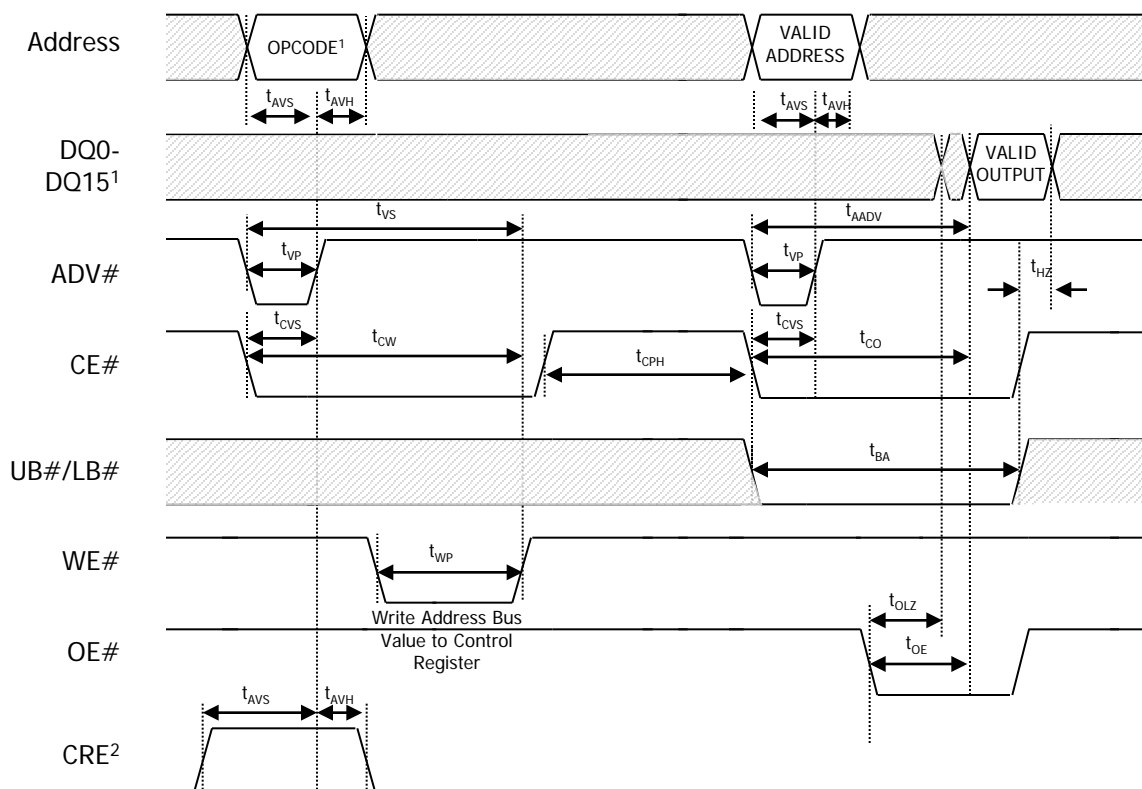 Address
OPCODE1
VALID
ADDRESS
tAVS
tAVH
tAVS
tAVH
DQ0-
DQ151
VALID
OUTPUT
tVS
tAADV
ADV#
tVP
tVP
tHZ
CE#
tCVS
tCW
tCPH
tCVS
tCO
UB#/LB#
tBA
WE#
tWP
Write Address Bus
Value to Control
Register
OE#
tOLZ
tOE
tAVS
tAVH
CRE2